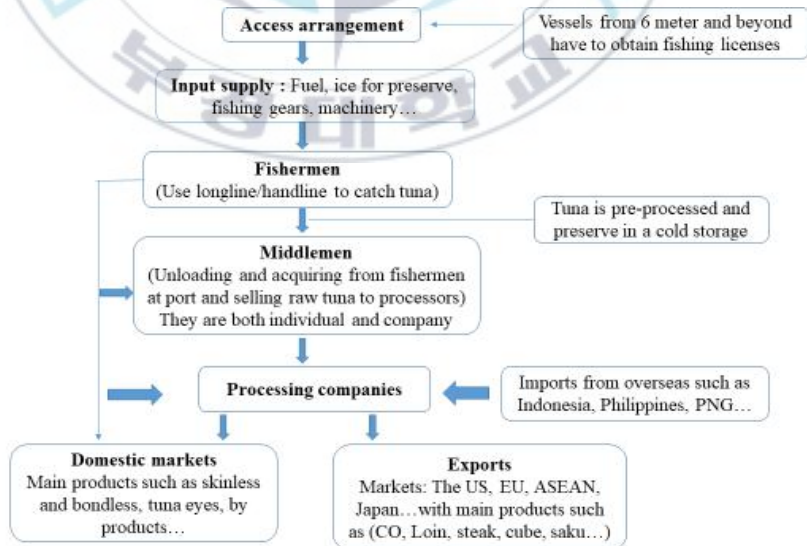 Access arrangement
Vessels from 6 meter and beyond
have to obtain fishing licenses
Input supply : Fuel, ice for preserve,
fishing gears, machinery…
부경대학교
Fishermen
(Use longline/handline to catch tuna)
Tuna is pre-processed and
preserve in a cold storage
Middlemen
(Unloading and acquiring from fishermen
at port and selling raw tuna to processors)
They are both individual and company
Processing companies
Imports from overseas such as
Indonesia, Philippines, PNG…
Domestic markets
Main products such as skinless
and bondless, tuna eyes, by
products…
Exports
Markets: The US, EU, ASEAN,
Japan…with main products such
as (CO, Loin, steak, cube, saku…)